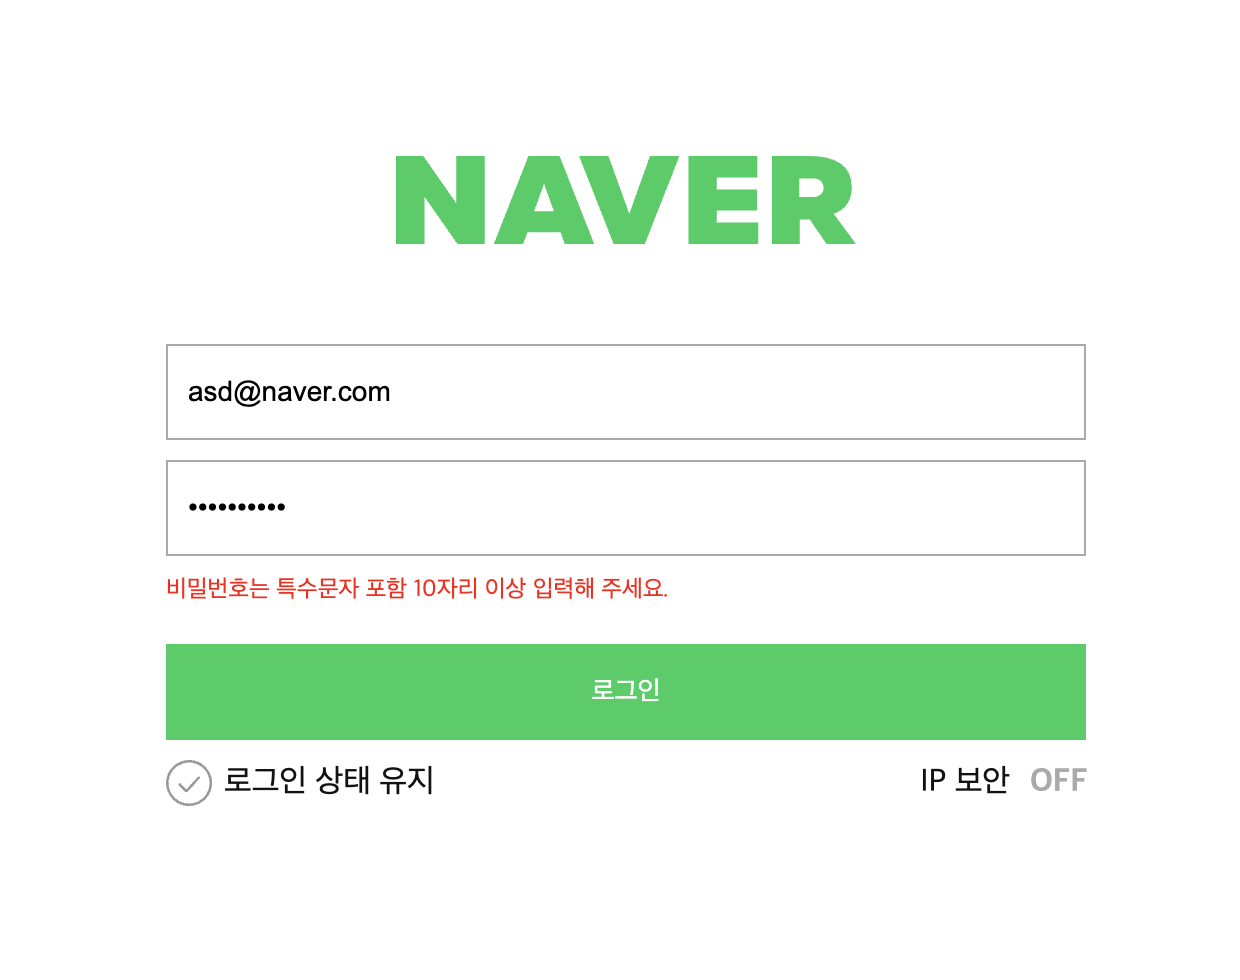 NAVER
asd@naver.com
••••••••••
비밀번호는 특수문자 포함 10자리 이상 입력해 주세요.
로그인
로그인 상태 유지
IP 보안 OFF